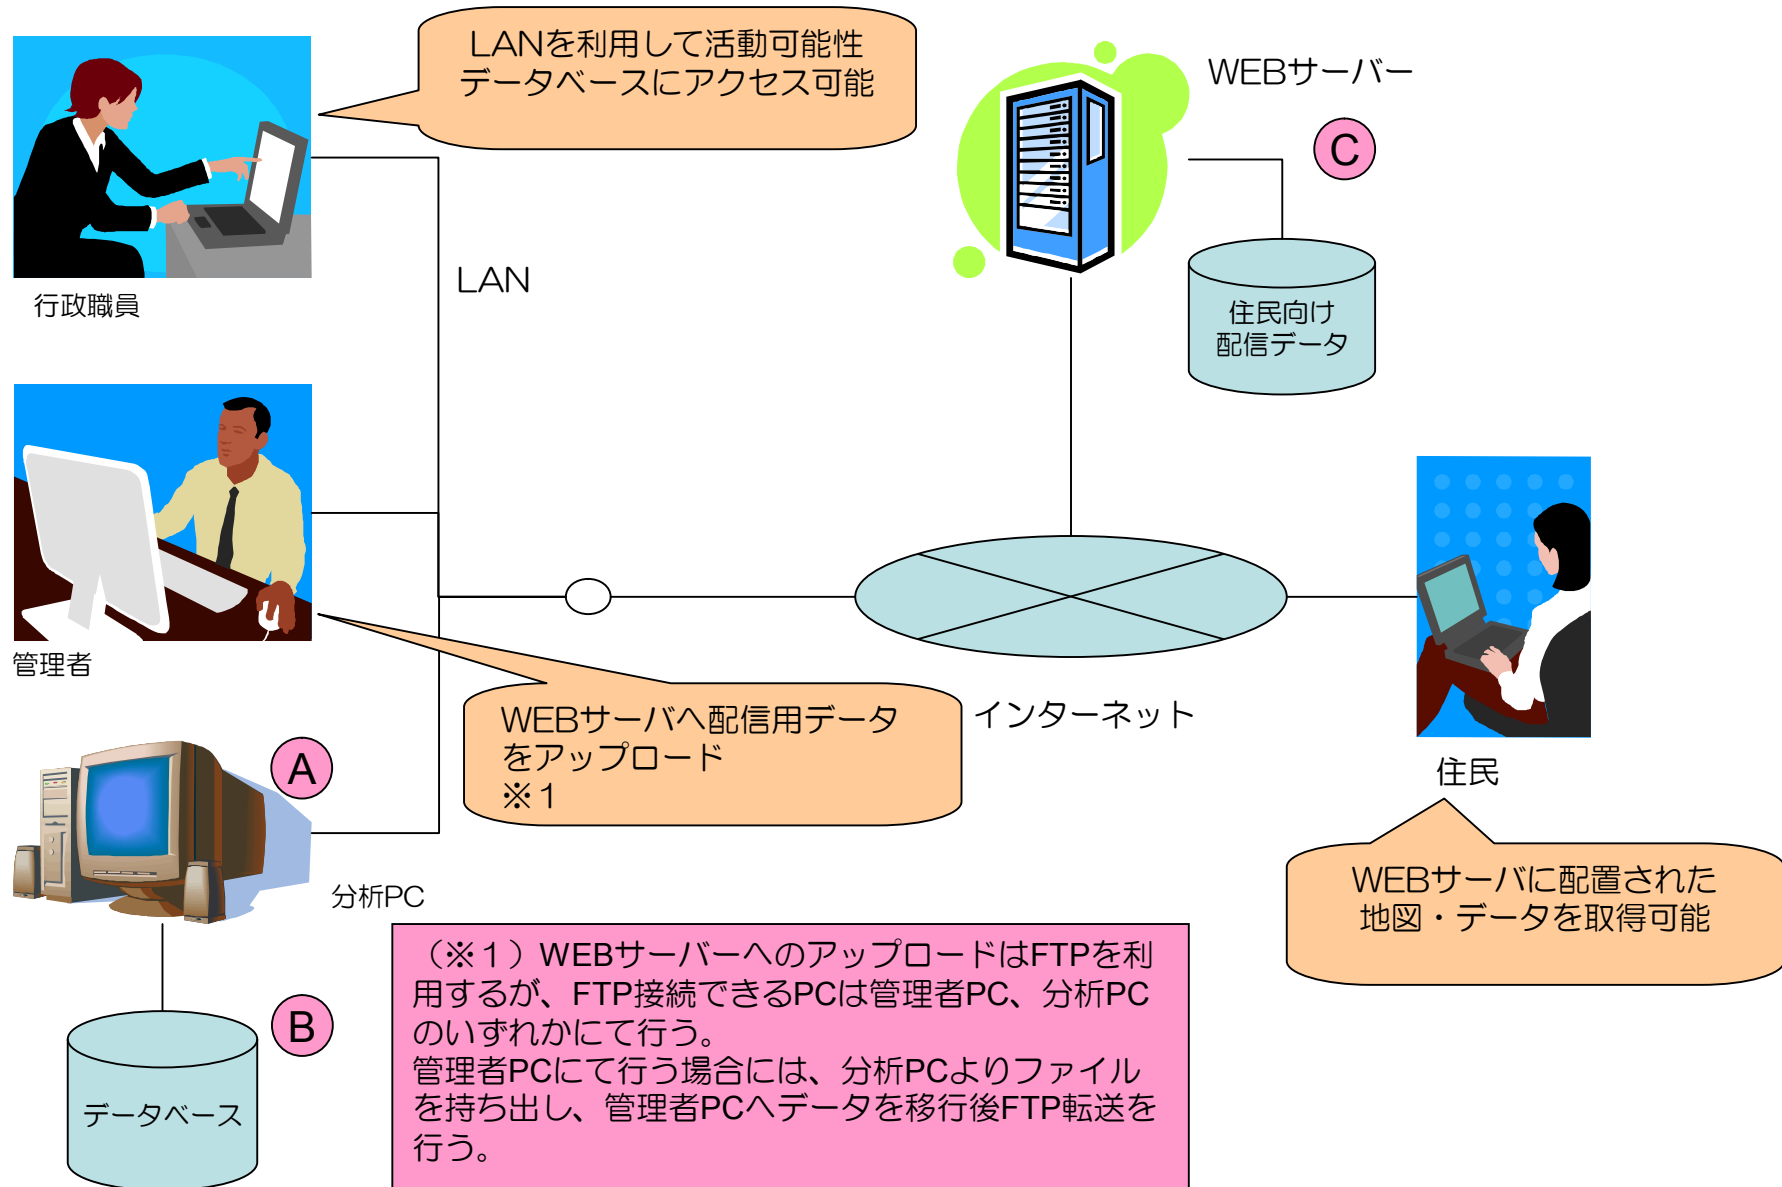 LANを利用して活動可能性
データベースにアクセス可能
WEBサーバー
C
行政職員
LAN
住民向け
配信データ
管理者
WEBサーバへ配信用データ
をアップロード
※１
インターネット
住民
A
分析PC
WEBサーバに配置された
地図・データを取得可能
（※１）WEBサーバーへのアップロードはFTPを利
用するが、FTP接続できるPCは管理者PC、分析PC
のいずれかにて行う。
管理者PCにて行う場合には、分析PCよりファイル
を持ち出し、管理者PCへデータを移行後FTP転送を
行う。
B
データベース